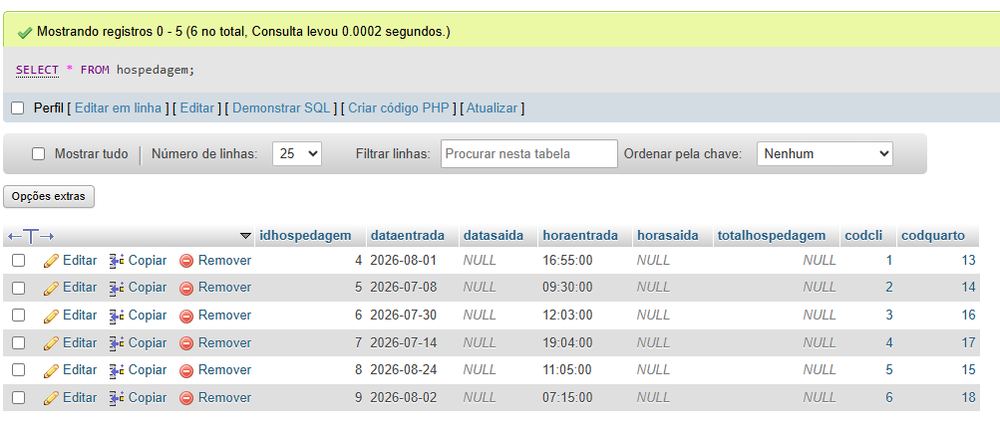 Mostrando registros 0 - 5 (6 no total, Consulta levou 0.0002 segundos.)
SELECT * FROM hospedagem;
Perfil [ Editar em linha ] [ Editar ] [ Demonstrar SQL ] [ Criar código PHP ] [ Atualizar ]
Mostrar tudo | Número de linhas: 25 Filtrar linhas: Procurar nesta tabela Ordenar pela chave: Nenhum
Opções extras
←T→ idhospedagem dataentrada datasaida horaentrada horasaida totalhospedagem codcli codquarto
Editar Copiar Remover 4 2026-08-01 NULL 16:55:00 NULL NULL 1 13
Editar Copiar Remover 5 2026-07-08 NULL 09:30:00 NULL NULL 2 14
Editar Copiar Remover 6 2026-07-30 NULL 12:03:00 NULL NULL 3 16
Editar Copiar Remover 7 2026-07-14 NULL 19:04:00 NULL NULL 4 17
Editar Copiar Remover 8 2026-08-24 NULL 11:05:00 NULL NULL 5 15
Editar Copiar Remover 9 2026-08-02 NULL 07:15:00 NULL NULL 6 18